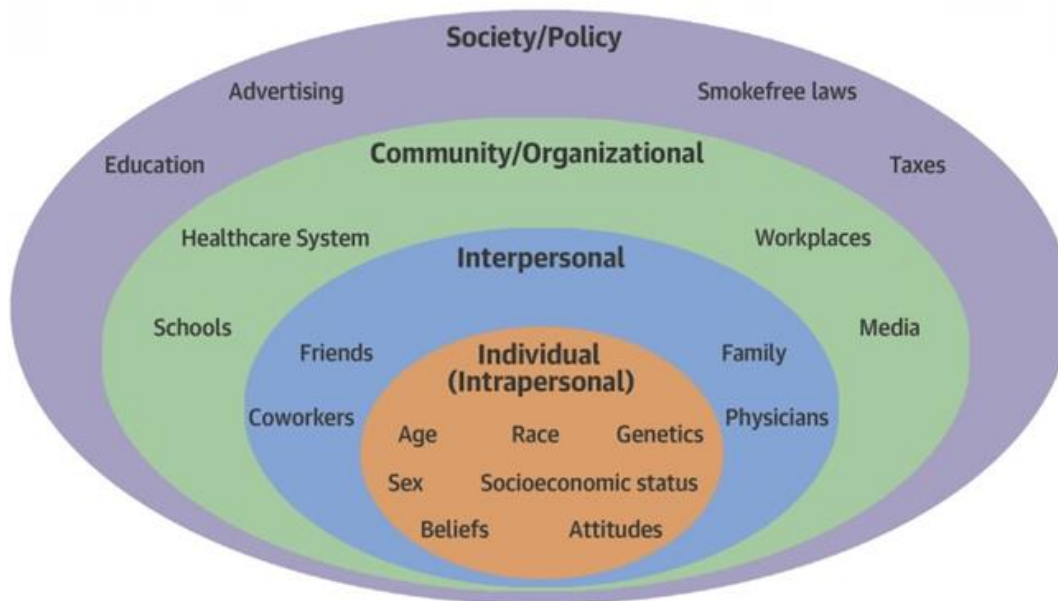 Society/Policy
Advertising
Smokefree laws
Education
Taxes
Community/Organizational
Healthcare System
Workplaces
Schools
Media
Interpersonal
Friends
Family
Coworkers
Physicians
Individual
(Intrapersonal)
Age
Race
Genetics
Sex
Socioeconomic status
Beliefs
Attitudes